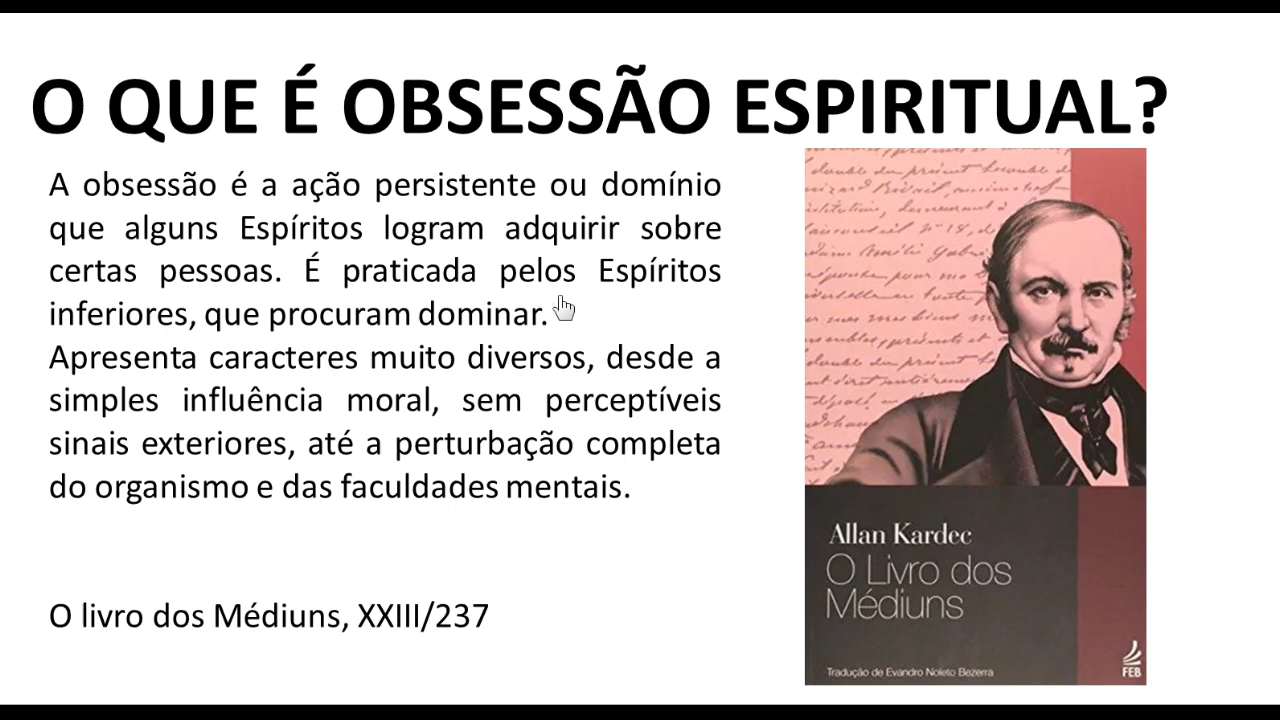 O QUE É OBSESSÃO ESPIRITUAL?
A obsessão é a ação persistente ou domínio
que alguns Espíritos logram adquirir sobre
certas pessoas. É praticada pelos Espíritos
inferiores, que procuram dominar.
Apresenta caracteres muito diversos, desde a
simples influência moral, sem perceptíveis
sinais exteriores, até a perturbação completa
do organismo e das faculdades mentais.
O livro dos Médiuns, XXIII/237
Allan Kardec
O Livro dos
Médiuns
Tradução de Evandro Noleto Bezerra
FEB